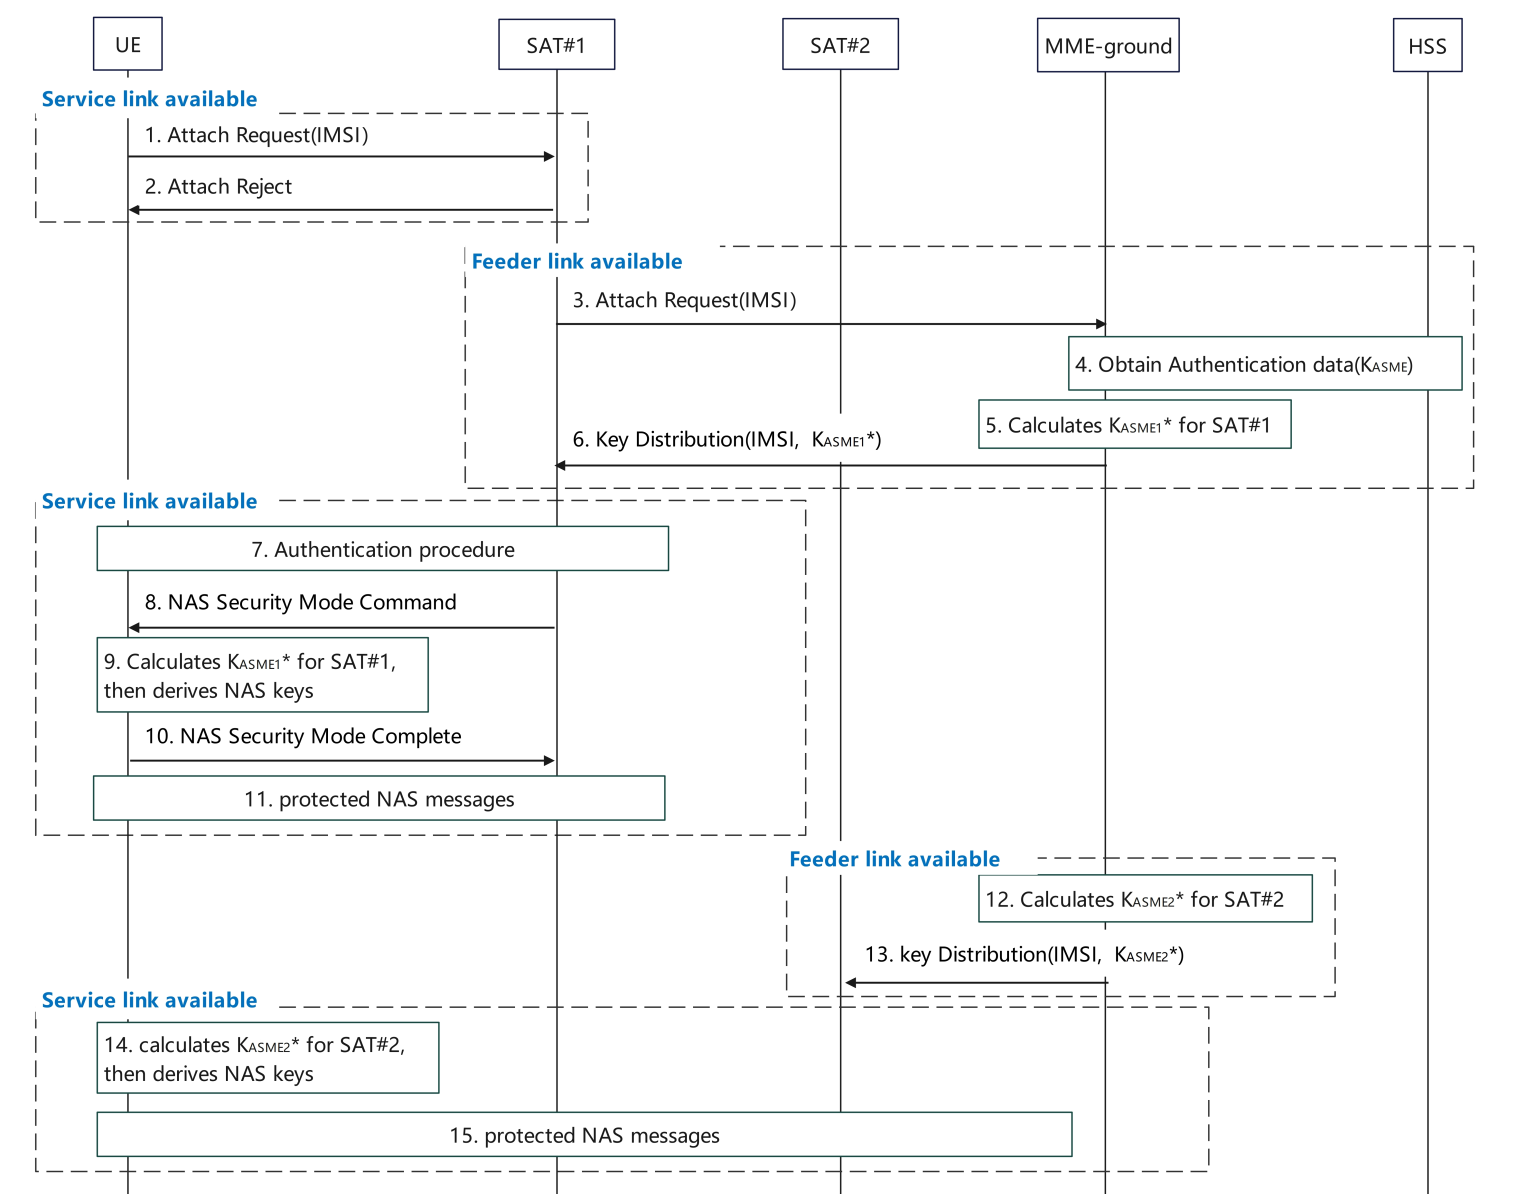 UE
SAT#1
SAT#2
MME-ground
HSS
Service link available
1. Attach Request(IMSI)
2. Attach Reject
Feeder link available
3. Attach Request(IMSI)
4. Obtain Authentication data(KASME)
5. Calculates KASME1* for SAT#1
6. Key Distribution(IMSI, KASME1*)
Service link available
7. Authentication procedure
8. NAS Security Mode Command
9. Calculates KASME1* for SAT#1,
then derives NAS keys
10. NAS Security Mode Complete
11. protected NAS messages
Feeder link available
12. Calculates KASME2* for SAT#2
13. key Distribution(IMSI, KASME2*)
Service link available
14. calculates KASME2* for SAT#2,
then derives NAS keys
15. protected NAS messages